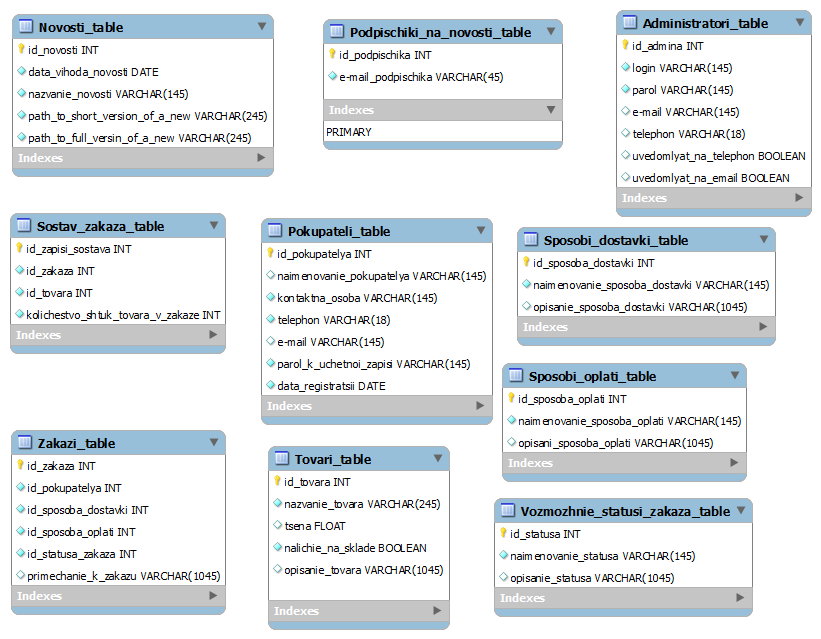 Novosti_table
id_novosti INT
data_vihoda_novosti DATE
nazvanie_novosti VARCHAR(145)
path_to_short_version_of_a_new VARCHAR(245)
path_to_full_versin_of_a_new VARCHAR(245)
Indexes
Podpischiki_na_novosti_table
id_podpischika INT
e-mail_podpischika VARCHAR(45)
Indexes
PRIMARY
Administratori_table
id_admina INT
login VARCHAR(145)
parol VARCHAR(145)
e-mail VARCHAR(145)
telephon VARCHAR(18)
uvedomlyat_na_telephon BOOLEAN
uvedomlyat_na_email BOOLEAN
Indexes
Sostav_zakaza_table
id_zapisi_sostava INT
id_zakaza INT
id_tovara INT
kolichestvo_shtuk_tovara_v_zakaze INT
Indexes
Pokupateli_table
id_pokupatelya INT
naimenovanie_pokupatelya VARCHAR(145)
kontaktna_osoba VARCHAR(145)
telephon VARCHAR(18)
e-mail VARCHAR(145)
parol_k_uchetnoi_zapisi VARCHAR(145)
data_registratsii DATE
Indexes
Sposobi_dostavki_table
id_sposoba_dostavki INT
naimenovanie_sposoba_dostavki VARCHAR(145)
opisanie_sposoba_dostavki VARCHAR(1045)
Indexes
Sposobi_oplati_table
id_sposoba_oplati INT
naimenovanie_sposoba_oplati VARCHAR(145)
opisani_sposoba_oplati VARCHAR(1045)
Indexes
Zakazi_table
id_zakaza INT
id_pokupatelya INT
id_sposoba_dostavki INT
id_sposoba_oplati INT
id_statusa_zakaza INT
primechanie_k_zakazu VARCHAR(1045)
Indexes
Tovari_table
id_tovara INT
nazvanie_tovara VARCHAR(245)
tsena FLOAT
nalichie_na_sklade BOOLEAN
opisanie_tovara VARCHAR(1045)
Indexes
Vozmozhnie_statusi_zakaza_table
id_statusa INT
naimenovanie_statusa VARCHAR(145)
opisanie_statusa VARCHAR(1045)
Indexes